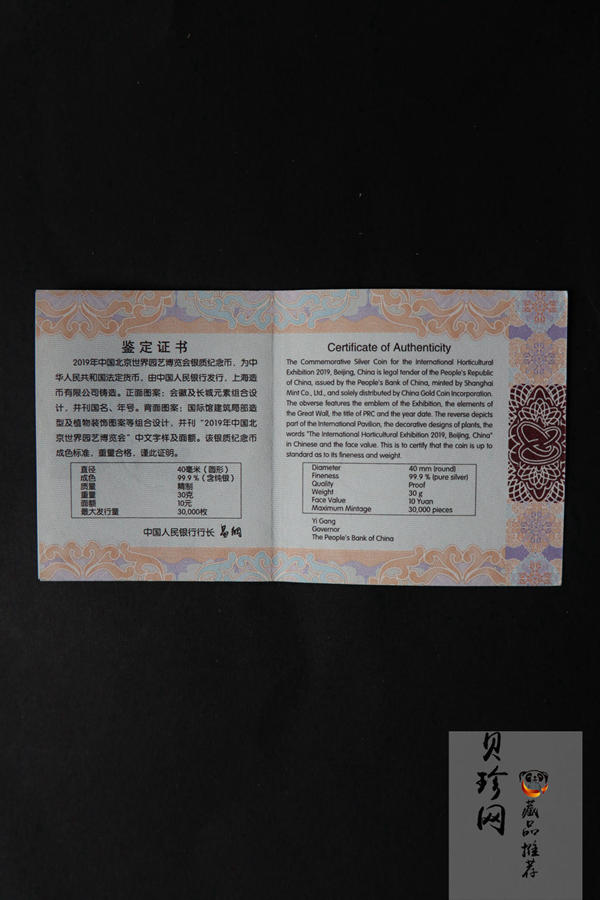 鉴定证书
2019年中国北京世界园艺博览会银质纪念币，为中
华人民共和国法定货币，由中国人民银行发行，上海造
币有限公司铸造。正面图案：会徽及长城元素组合设
计，并刊国名、年号。背面图案：国际馆建筑局部造
型及植物装饰图案等组合设计，并刊“2019年中国北
京世界园艺博览会”中文字样及面额。该银质纪念币
成色标准，重量合格，谨此证明。
直径 40毫米（圆形）
成色 99.9％（含纯银）
质量 精制
重量 30克
面额 10元
最大发行量 30,000枚
中国人民银行行长 易纲
Certificate of Authenticity
The Commemorative Silver Coin for the International Horticultural
Exhibition 2019, Beijing, China is legal tender of the People's Republic
of China, issued by the People's Bank of China, minted by Shanghai
Mint Co., Ltd., and solely distributed by China Gold Coin Incorporation.
The obverse features the emblem of the Exhibition, the elements of
the Great Wall, the title of PRC and the year date. The reverse depicts
part of the International Pavilion, the decorative designs of plants, the
words "The International Horticultural Exhibition 2019, Beijing, China"
in Chinese and the face value. This is to certify that the coin is up to
standard as to its fineness and weight.
Diameter 40 mm (round)
Fineness 99.9 % (pure silver)
Quality Proof
Weight 30 g
Face Value 10 Yuan
Maximum Mintage 30,000 pieces
Yi Gang
Governor
The People's Bank of China
贝珍网
藏品推荐